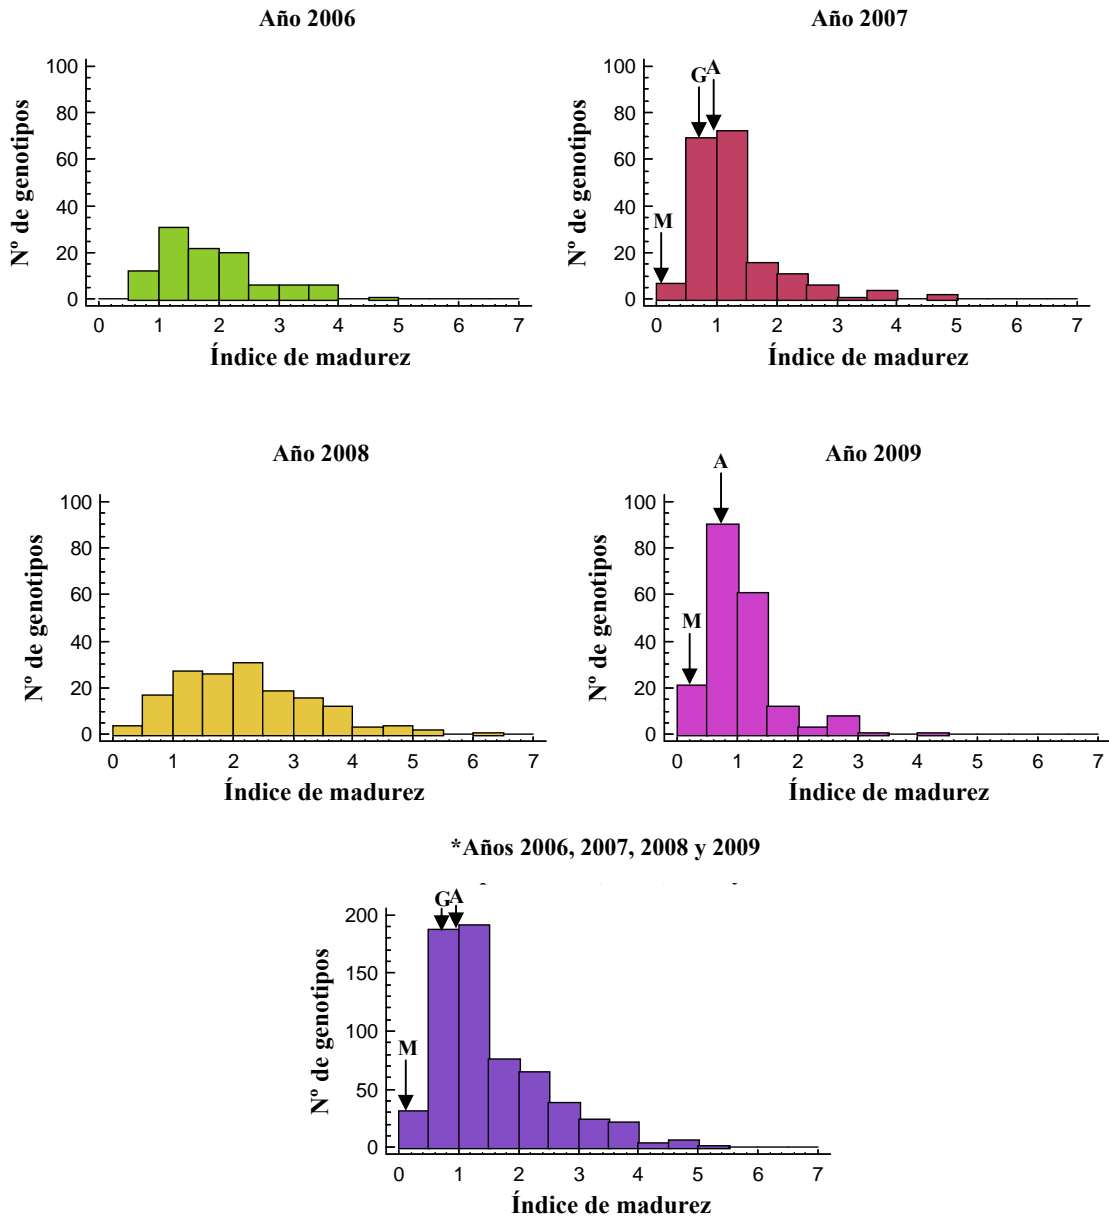 Año 2006
Nº de genotipos
100
80
60
40
20
0
0 1 2 3 4 5 6 7
Índice de madurez
Año 2007
Nº de genotipos
100
80
60
40
20
0
G A
M
0 1 2 3 4 5 6 7
Índice de madurez
Año 2008
Nº de genotipos
100
80
60
40
20
0
0 1 2 3 4 5 6 7
Índice de madurez
Año 2009
Nº de genotipos
100
80
60
40
20
0
A
M
0 1 2 3 4 5 6 7
Índice de madurez
*Años 2006, 2007, 2008 y 2009
Nº de genotipos
200
150
100
50
0
G A
M
0 1 2 3 4 5 6 7
Índice de madurez